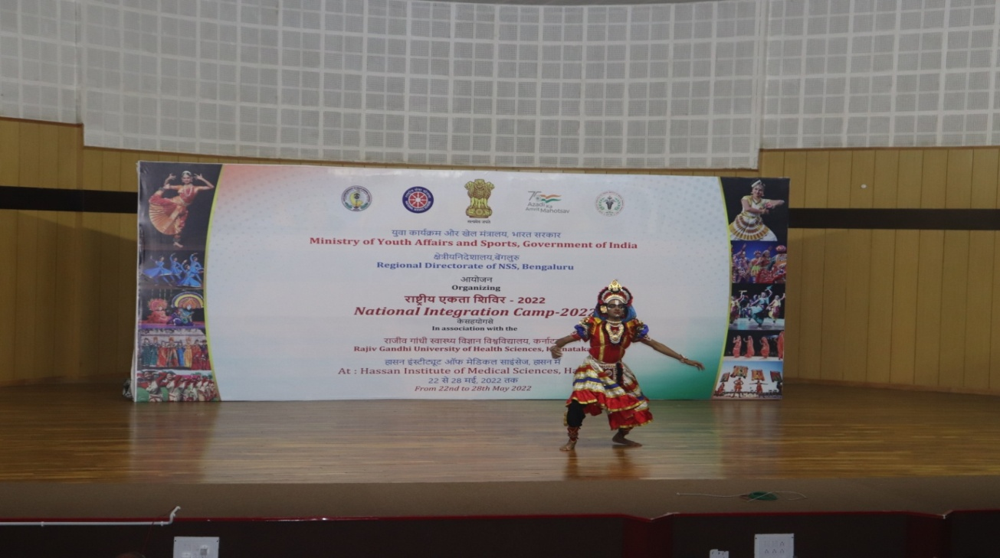 75
Azadi Ka
Amrit Mahotsav
सत्यमेव जयते
युवा कार्यक्रम और खेल मंत्रालय, भारत सरकार
Ministry of Youth Affairs and Sports, Government of India
क्षेत्रीयनिदेशालय,बेंगलुरु
Regional Directorate of NSS, Bengaluru
आयोजन
Organizing
राष्ट्रीय एकता शिविर - 2022
National Integration Camp-2022
केसहयोगसे
In association with the
राजीव गांधी स्वास्थ्य विज्ञान विश्वविद्यालय, कर्नाट
Rajiv Gandhi University of Health Sciences, Karnataka
हासन इंस्टीट्यूट ऑफ मेडिकल साइंसेज, हासन में
At : Hassan Institute of Medical Sciences, Ha
22 से 28 मई, 2022 तक
From 22nd to 28th May 2022